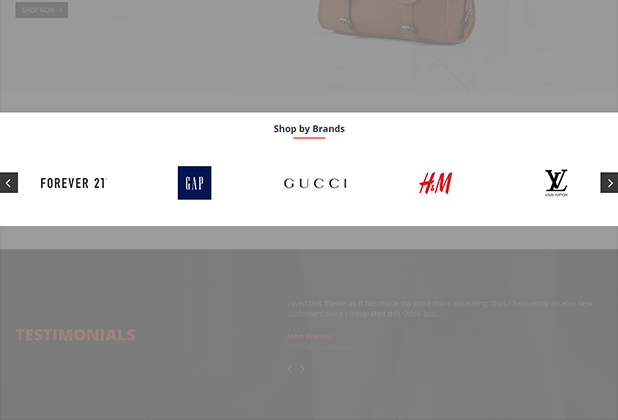 SHOP NOW >
Shop by Brands
FOREVER 21
GAP
GUCCI
H&M
LV
LOUIS VUITTON
Loved this theme as it has made my store more appealing, thus I frequently receive new
customers since I integrated this Odoo app.
TESTIMONIALS
John